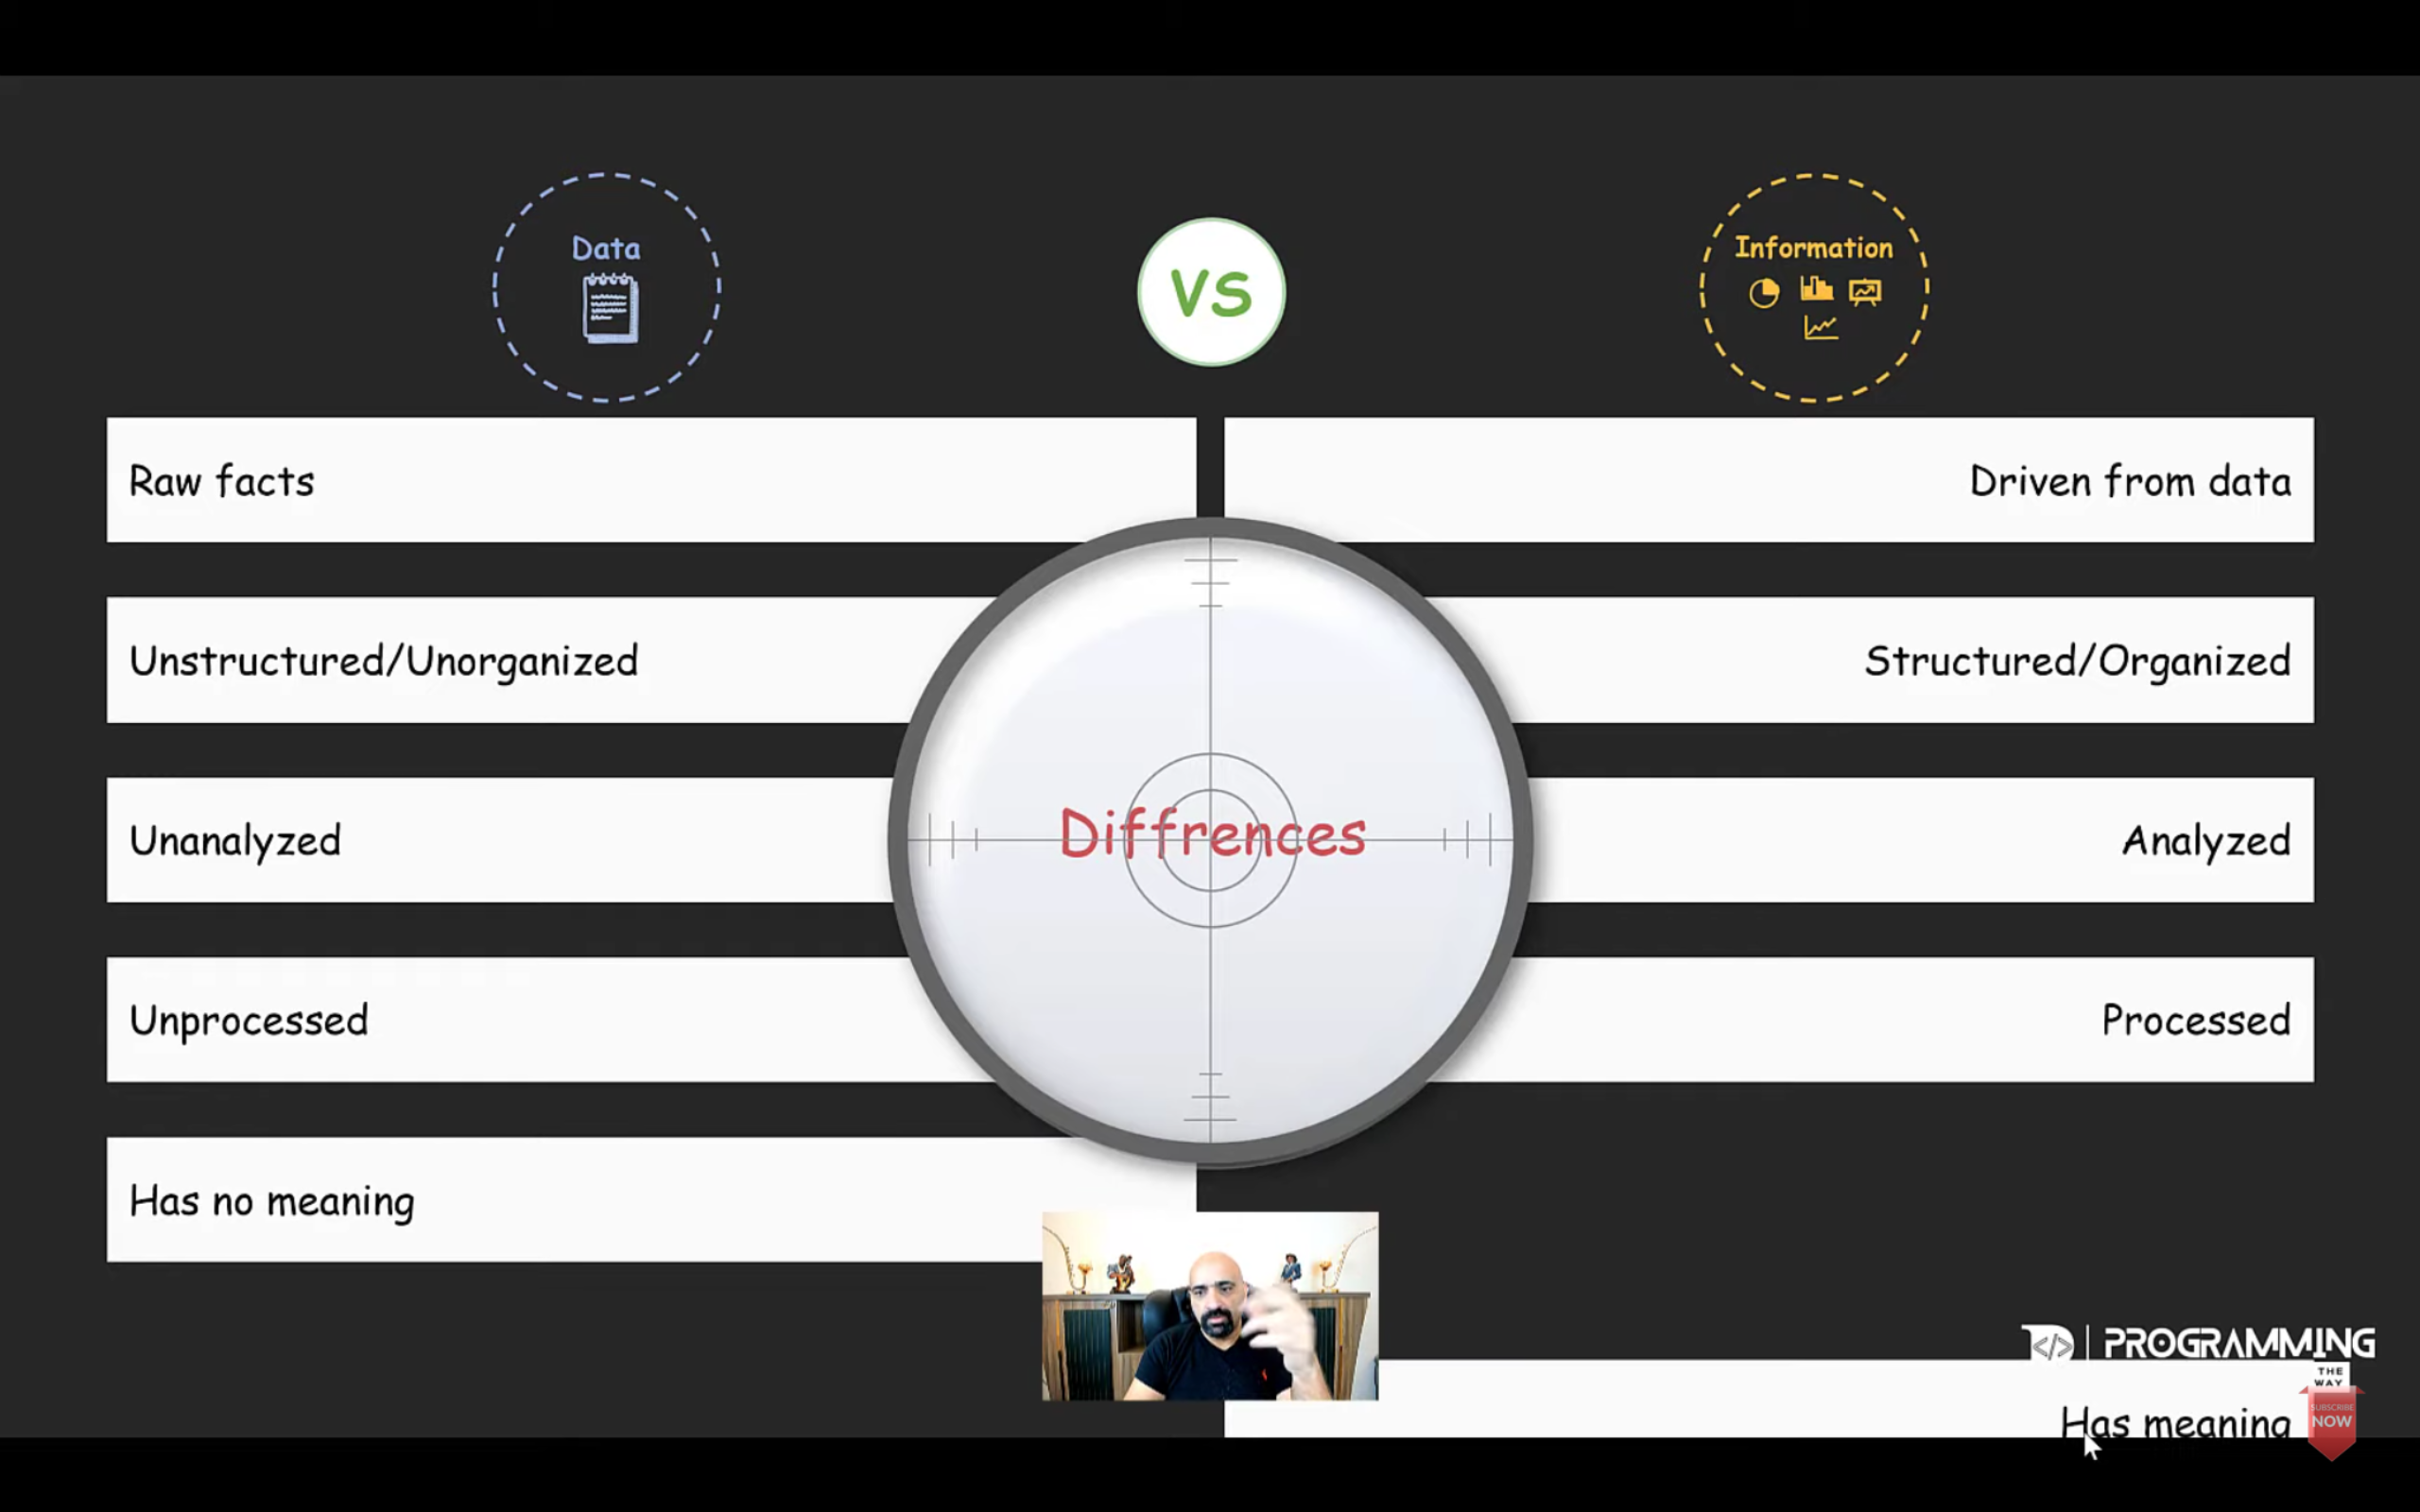 Data
VS
Information
Raw facts
Driven from data
Unstructured/Unorganized
Structured/Organized
Unanalyzed
Diffrences
Analyzed
Unprocessed
Processed
Has no meaning
PROGRAMMING
THE
WAY
Has meaning
SUBSCRIBE
NOW